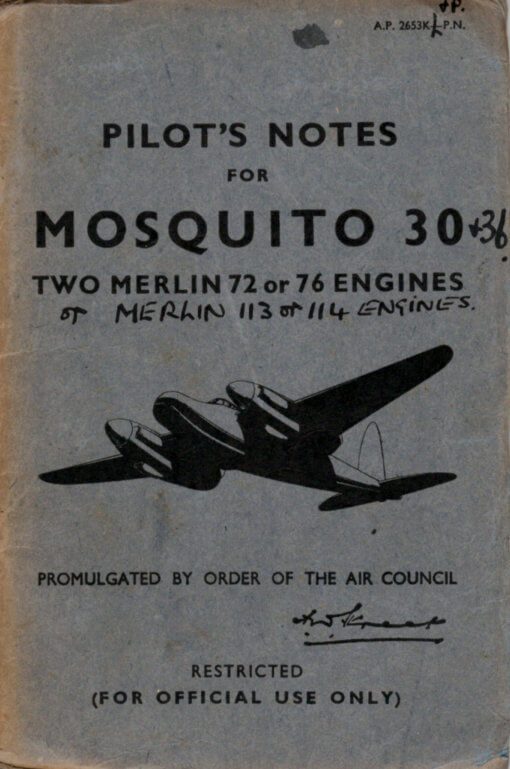 +P.
A.P. 2653K—P.N.
PILOT'S NOTES
FOR
MOSQUITO 30 +36
TWO MERLIN 72 or 76 ENGINES
or MERLIN 113 or 114 ENGINES.
PROMULGATED BY ORDER OF THE AIR COUNCIL
RESTRICTED
(FOR OFFICIAL USE ONLY)